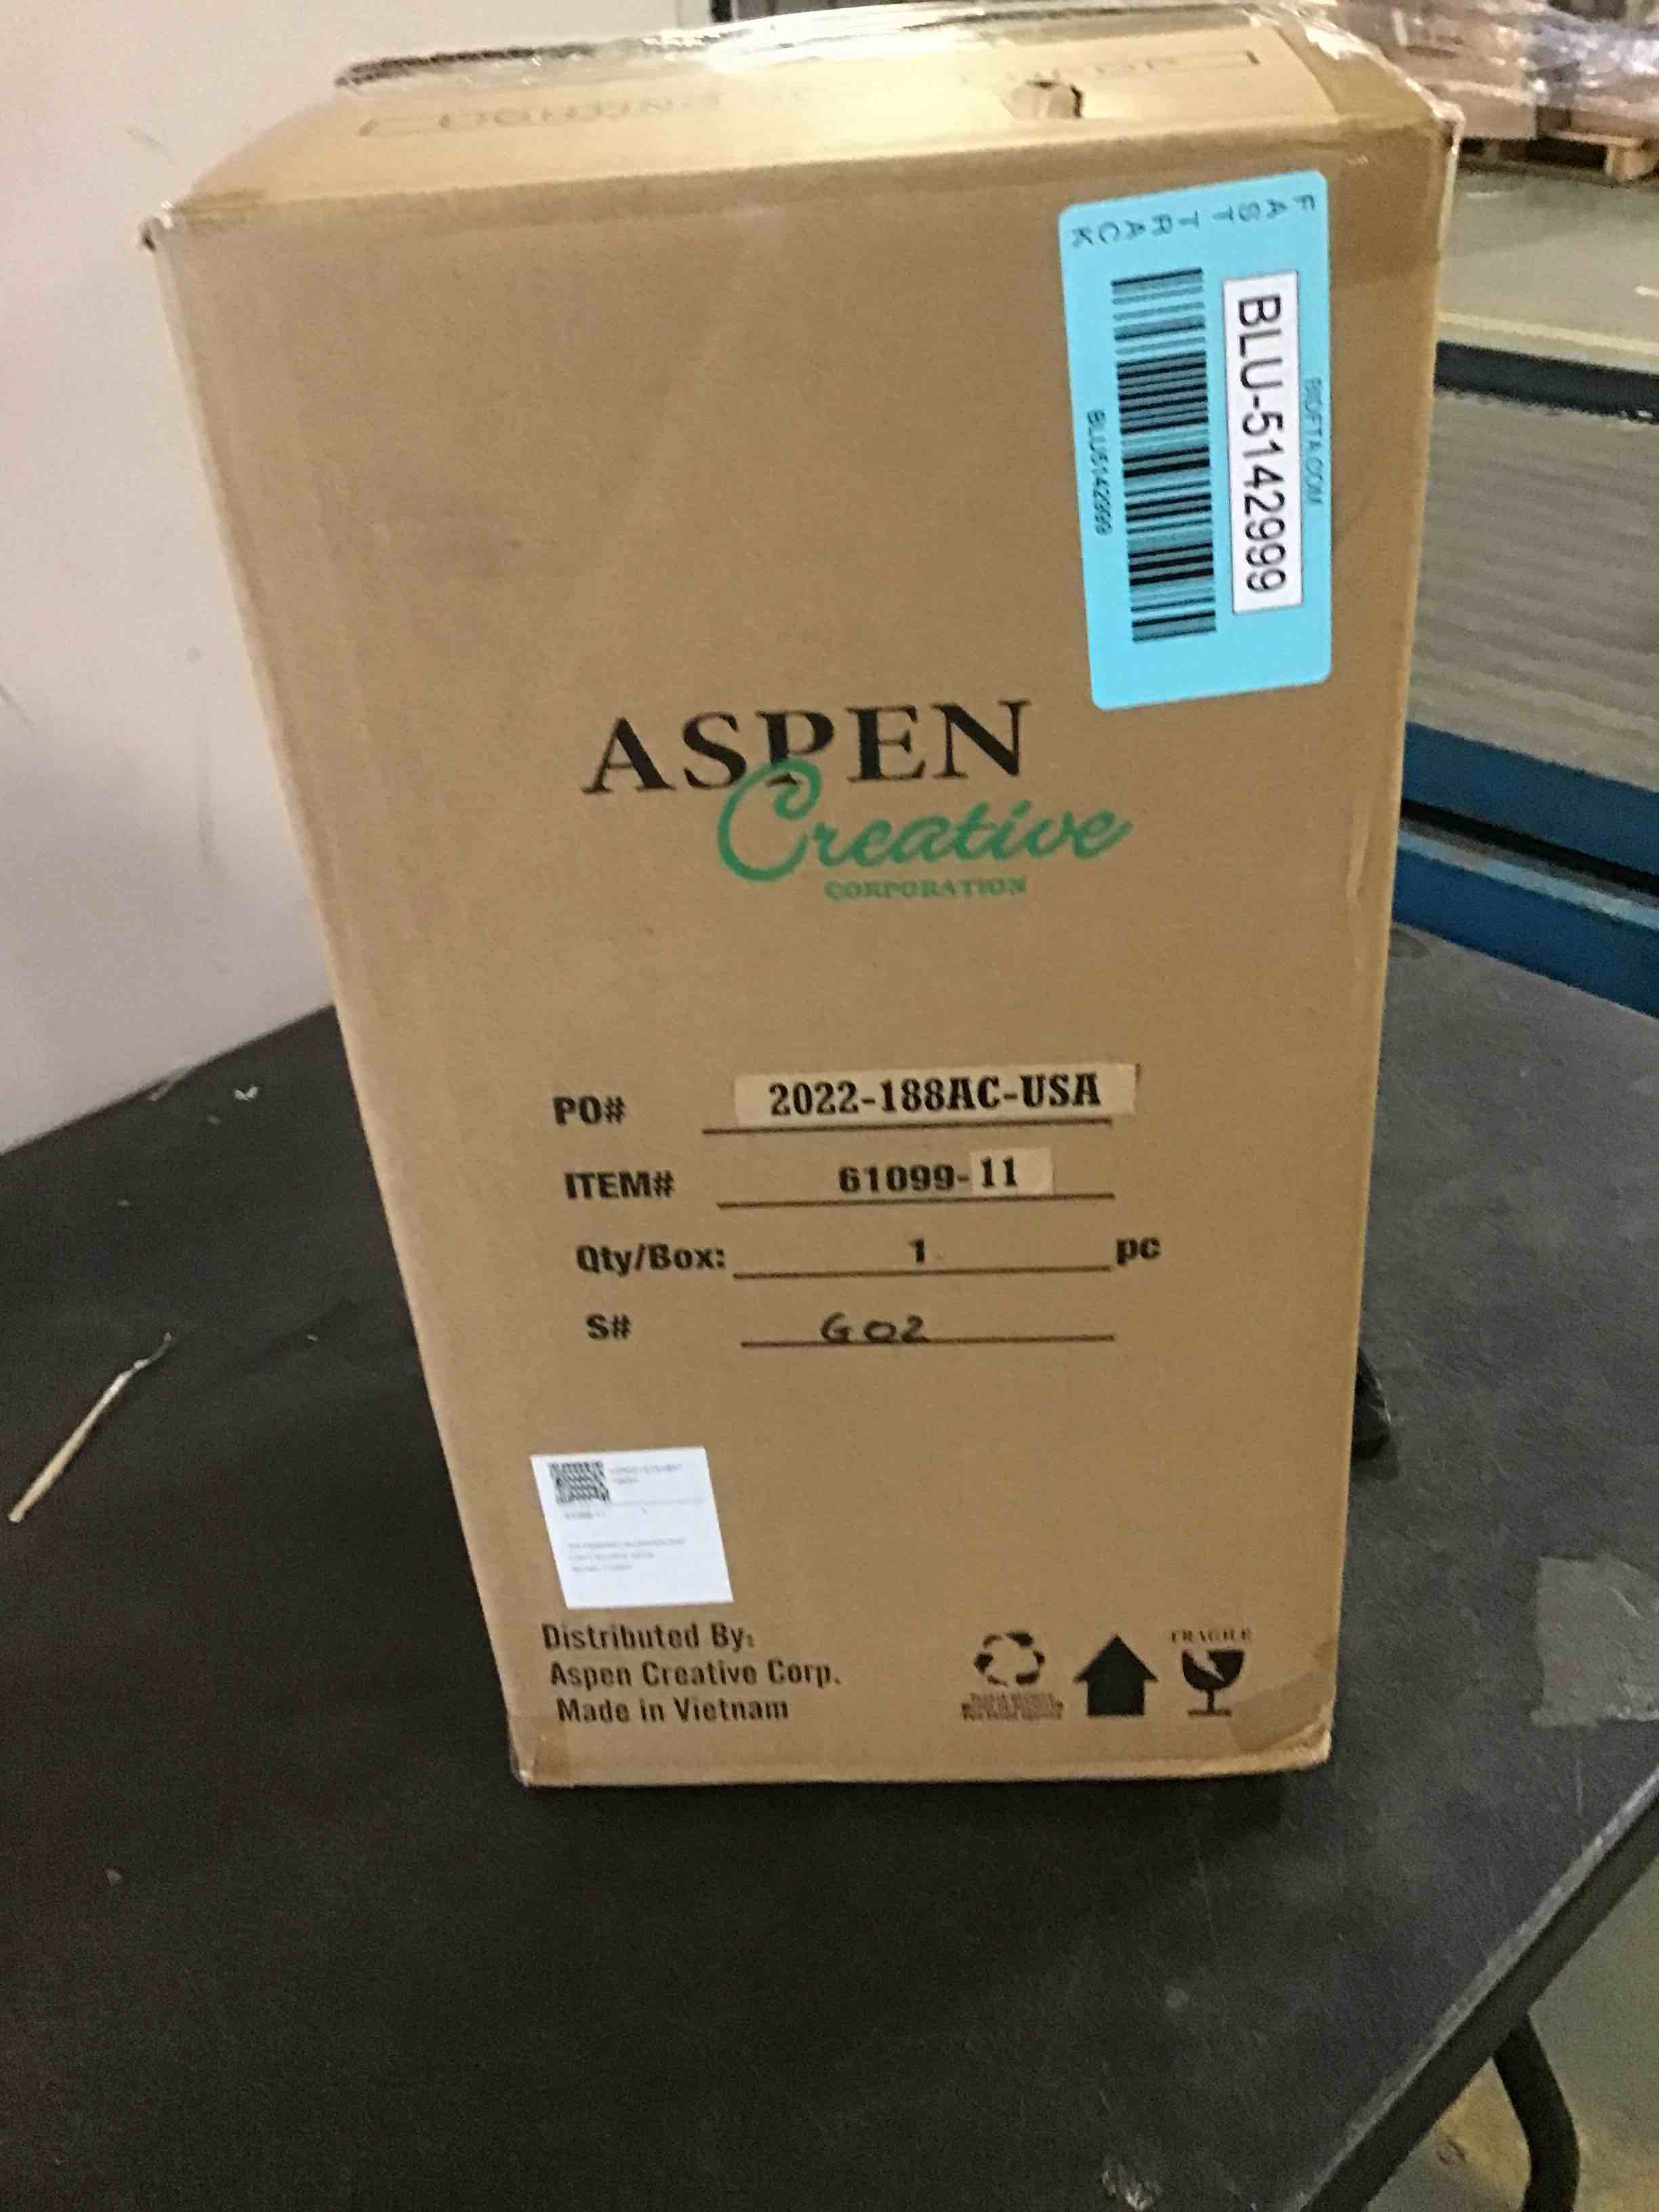 FAST TRACK
BIDFTA.COM
BLU-5142999
BLU5142999
ASPEN
Creative
CORPORATION
PO# 2022-188AC-USA
ITEM# 61099-11
Qty/Box: 1 pc
S# G02
Distributed By:
Aspen Creative Corp.
Made in Vietnam
FRAGILE